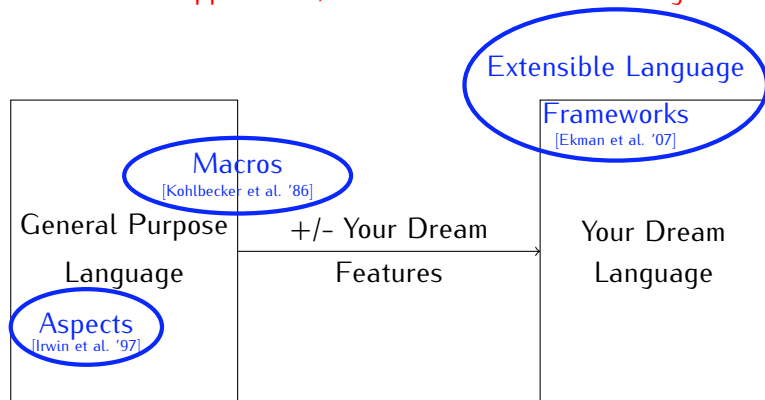 Extensible Language
Frameworks
[Ekman et al. '07]
Macros
[Kohlbecker et al. '86]
General Purpose
Language
+/- Your Dream
Features
Your Dream
Language
Aspects
[Irwin et al. '97]